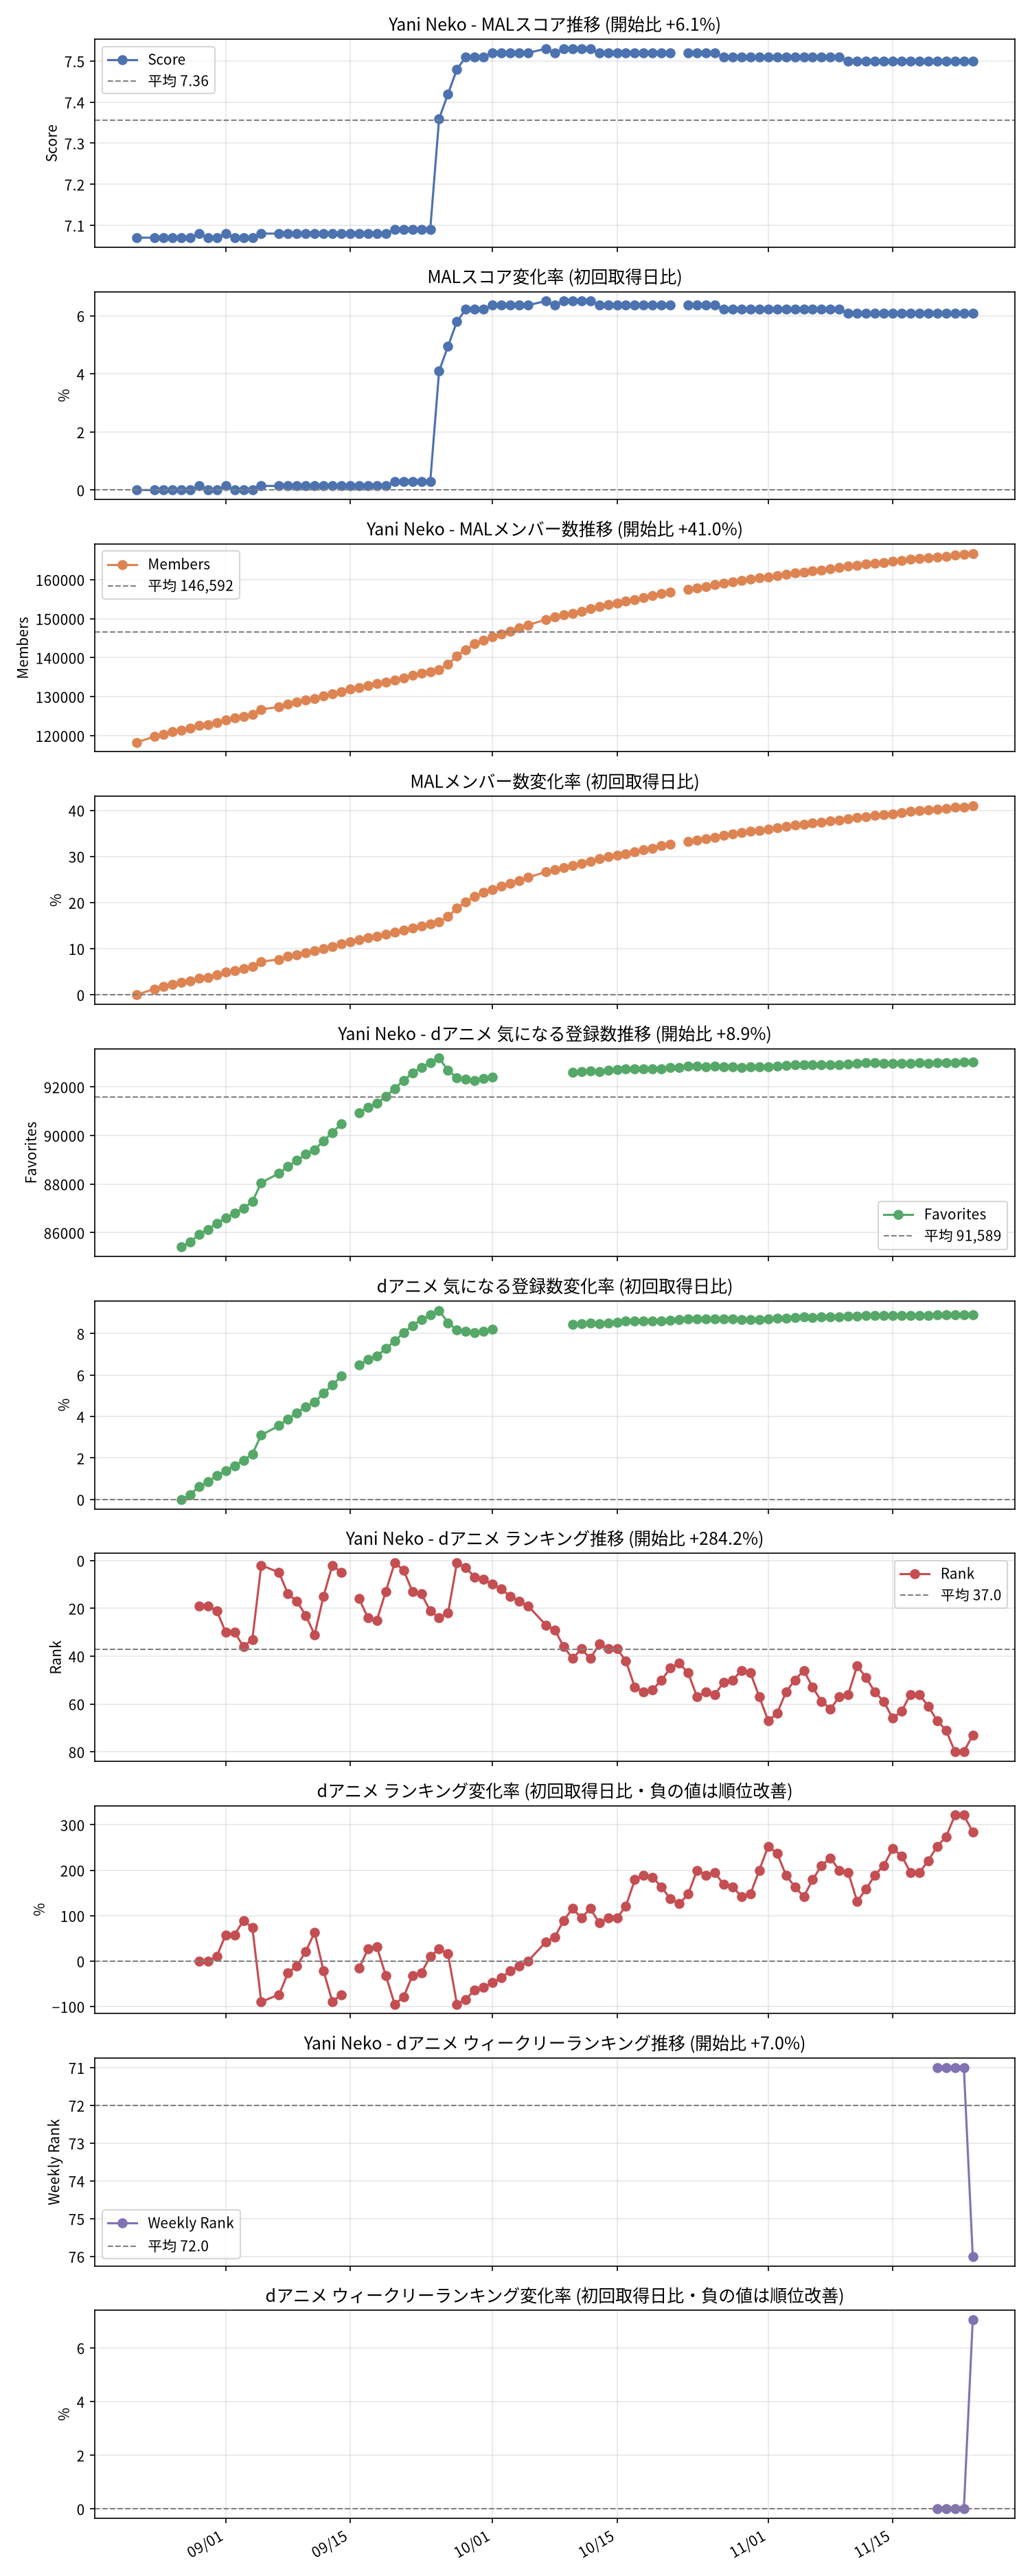 Yani Neko - MALスコア推移 (開始比 +6.1%)
Score
平均 7.36
Score
7.5
7.4
7.3
7.2
7.1
MALスコア変化率 (初回取得日比)
%
6
4
2
0
Yani Neko - MALメンバー数推移 (開始比 +41.0%)
Members
平均 146,592
Members
160000
150000
140000
130000
120000
MALメンバー数変化率 (初回取得日比)
%
40
30
20
10
0
Yani Neko - dアニメ 気になる登録数推移 (開始比 +8.9%)
Favorites
92000
90000
88000
86000
Favorites
平均 91,589
dアニメ 気になる登録数変化率 (初回取得日比)
%
8
6
4
2
0
Yani Neko - dアニメ ランキング推移 (開始比 +284.2%)
Rank
平均 37.0
Rank
0
20
40
60
80
dアニメ ランキング変化率 (初回取得日比・負の値は順位改善)
%
300
200
100
0
−100
Yani Neko - dアニメ ウィークリーランキング推移 (開始比 +7.0%)
Weekly Rank
71
72
73
74
75
76
Weekly Rank
平均 72.0
dアニメ ウィークリーランキング変化率 (初回取得日比・負の値は順位改善)
%
6
4
2
0
09/01
09/15
10/01
10/15
11/01
11/15